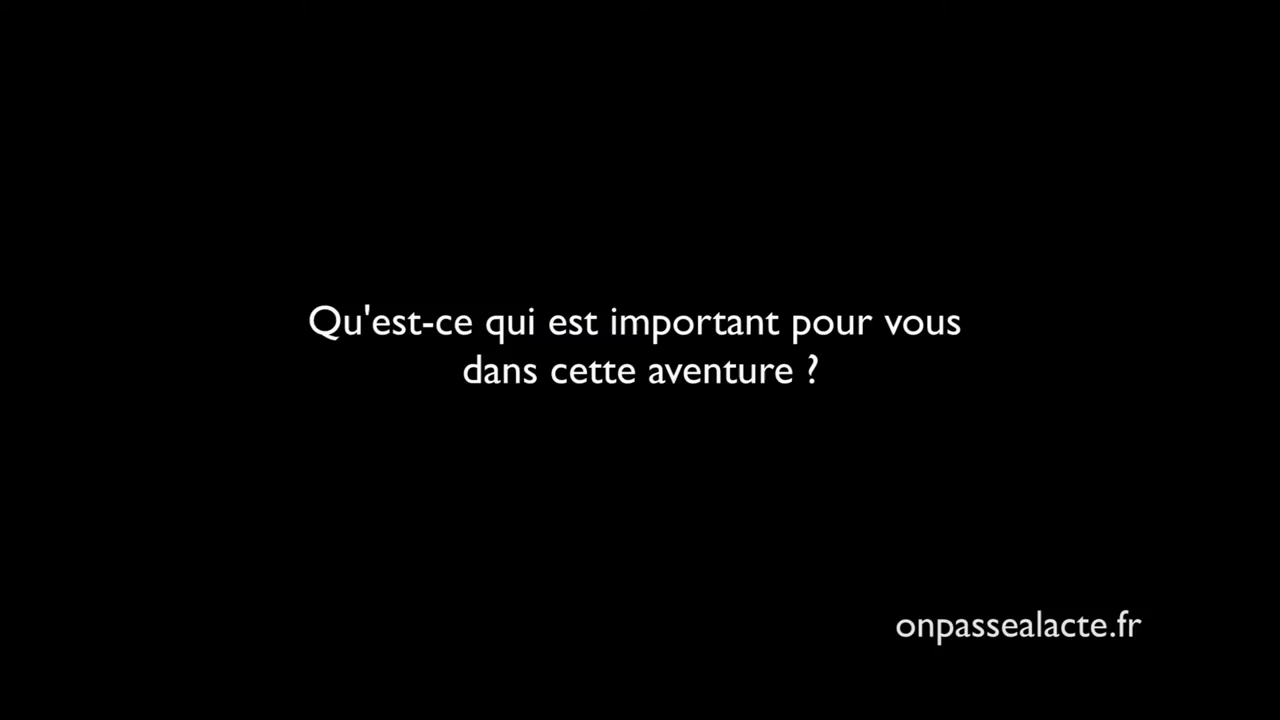 Qu'est-ce qui est important pour vous
dans cette aventure ?
onpassealacte.fr